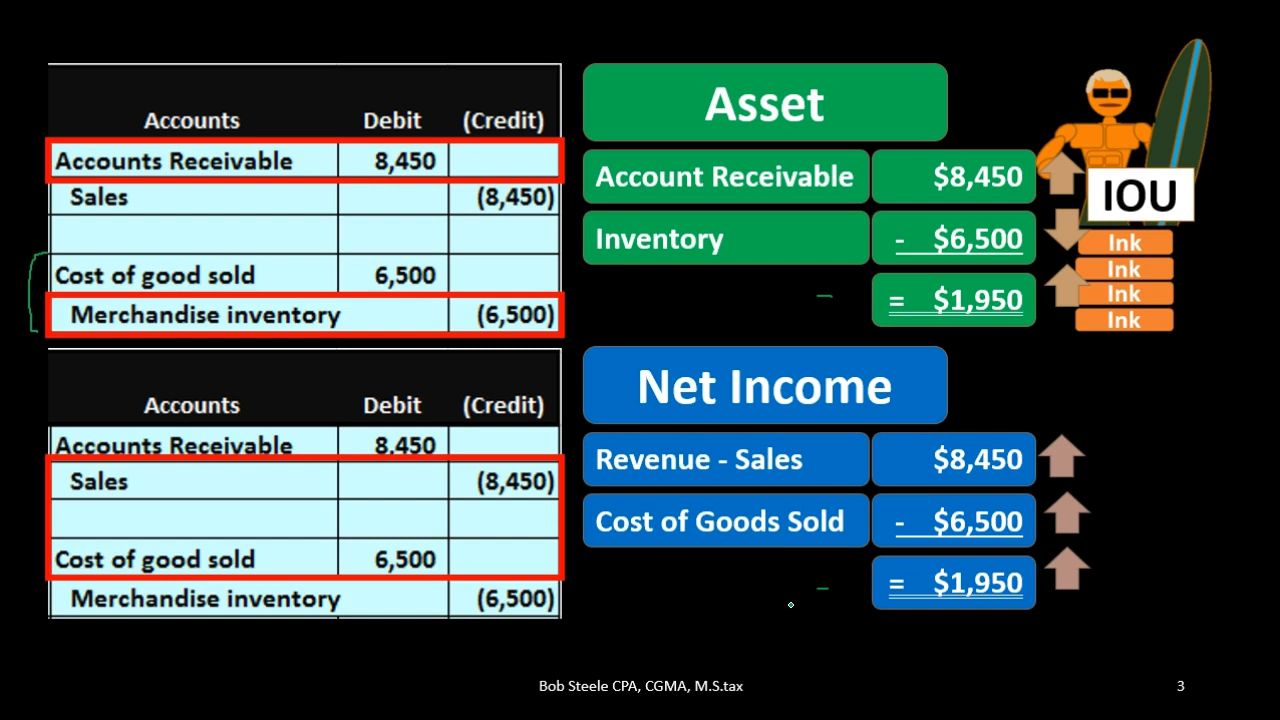 Accounts Debit (Credit)
Accounts Receivable 8,450
Sales (8,450)
Cost of good sold 6,500
Merchandise inventory (6,500)
Asset
Account Receivable $8,450
Inventory - $6,500
= $1,950
IOU
Ink
Ink
Ink
Ink
Accounts Debit (Credit)
Accounts Receivable 8,450
Sales (8,450)
Cost of good sold 6,500
Merchandise inventory (6,500)
Net Income
Revenue - Sales $8,450
Cost of Goods Sold - $6,500
= $1,950
Bob Steele CPA, CGMA, M.S.tax
3